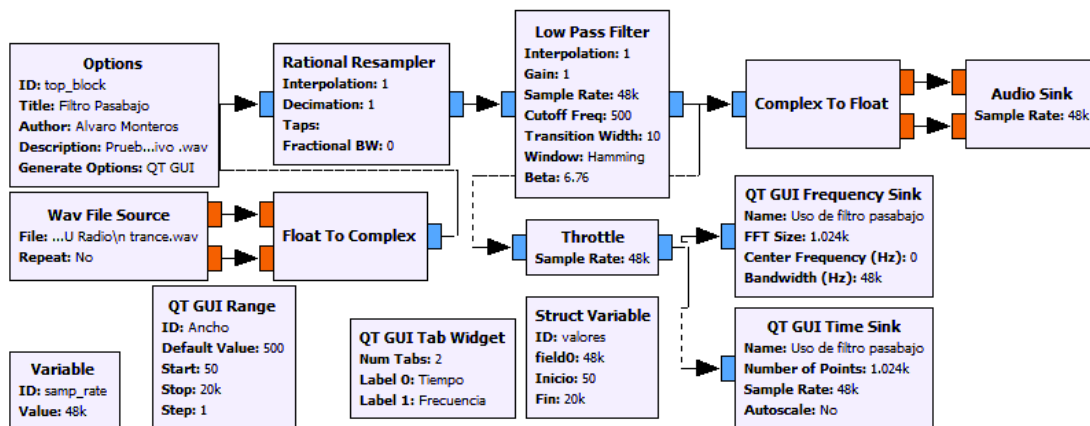 Options
ID: top_block
Title: Filtro Pasabajo
Author: Alvaro Monteros
Description: Prueb...ivo .wav
Generate Options: QT GUI
Rational Resampler
Interpolation: 1
Decimation: 1
Taps:
Fractional BW: 0
Low Pass Filter
Interpolation: 1
Gain: 1
Sample Rate: 48k
Cutoff Freq: 500
Transition Width: 10
Window: Hamming
Beta: 6.76
Complex To Float
Audio Sink
Sample Rate: 48k
Wav File Source
File: ...U Radio\n trance.wav
Repeat: No
Float To Complex
Throttle
Sample Rate: 48k
QT GUI Frequency Sink
Name: Uso de filtro pasabajo
FFT Size: 1.024k
Center Frequency (Hz): 0
Bandwidth (Hz): 48k
Variable
ID: samp_rate
Value: 48k
QT GUI Range
ID: Ancho
Default Value: 500
Start: 50
Stop: 20k
Step: 1
QT GUI Tab Widget
Num Tabs: 2
Label 0: Tiempo
Label 1: Frecuencia
Struct Variable
ID: valores
field0: 48k
Inicio: 50
Fin: 20k
QT GUI Time Sink
Name: Uso de filtro pasabajo
Number of Points: 1.024k
Sample Rate: 48k
Autoscale: No